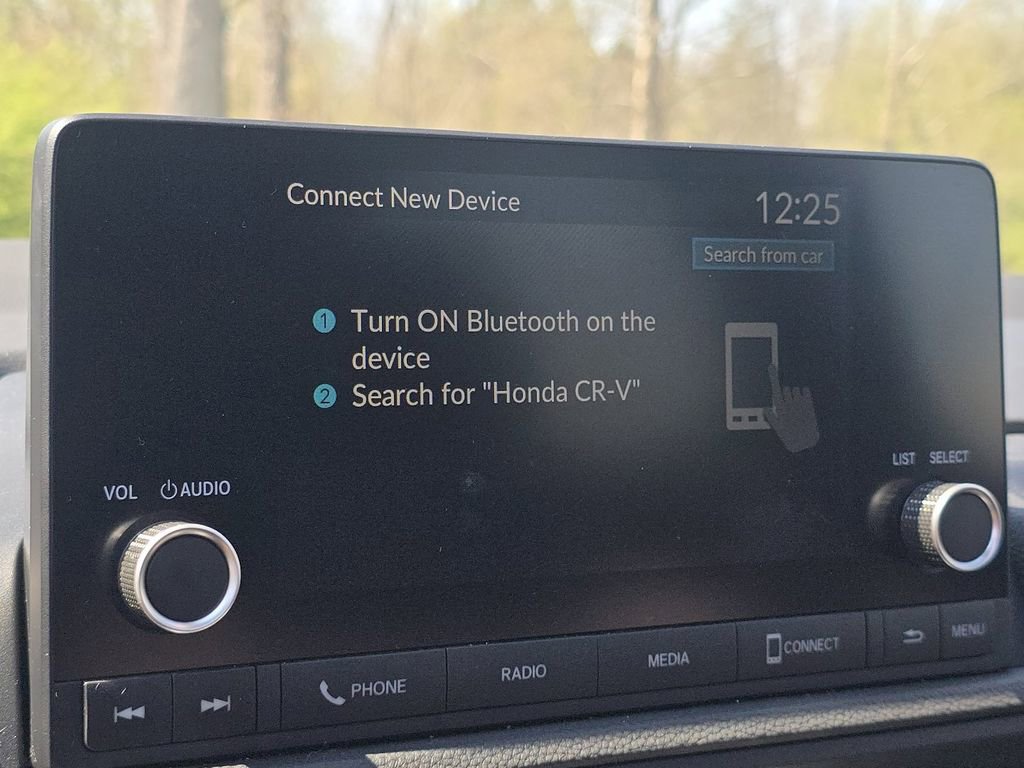 Connect New Device
12:25
Search from car
1 Turn ON Bluetooth on the
device
2 Search for "Honda CR-V"
LIST SELECT
VOL AUDIO
PHONE
RADIO
MEDIA
CONNECT
MENU